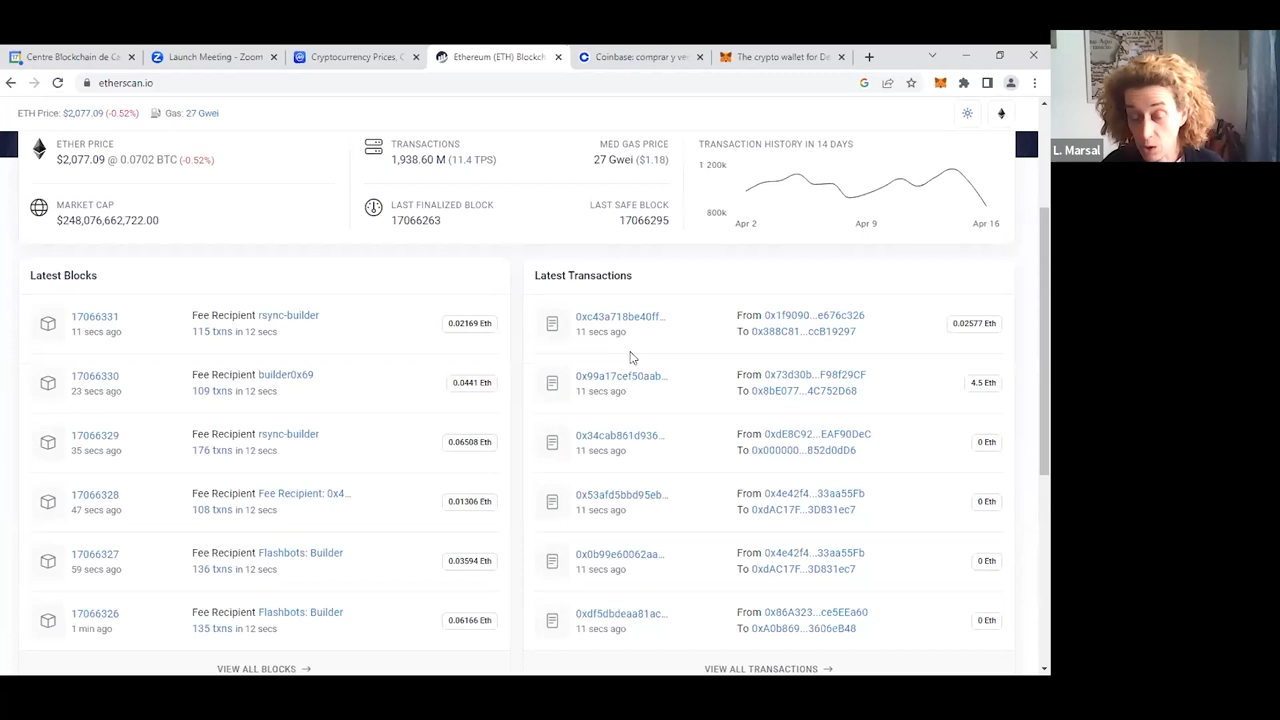 Centre Blockchain de Ca
Launch Meeting - Zoom
Cryptocurrency Prices, C
Ethereum (ETH) Blockch
Coinbase: comprar y ve
The crypto wallet for De
etherscan.io
ETH Price: $2,077.09 (-0.52%) Gas: 27 Gwei
ETHER PRICE
$2,077.09 @ 0.0702 BTC (-0.52%)
MARKET CAP
$248,076,662,722.00
TRANSACTIONS
1,938.60 M (11.4 TPS)
MED GAS PRICE
27 Gwei ($1.18)
LAST FINALIZED BLOCK
17066263
LAST SAFE BLOCK
17066295
TRANSACTION HISTORY IN 14 DAYS
1 200k
800k
Apr 2
Apr 9
Apr 16
L. Marsal
Latest Blocks
17066331
11 secs ago
Fee Recipient rsync-builder
115 txns in 12 secs
0.02169 Eth
17066330
23 secs ago
Fee Recipient builder0x69
109 txns in 12 secs
0.0441 Eth
17066329
35 secs ago
Fee Recipient rsync-builder
176 txns in 12 secs
0.06508 Eth
17066328
47 secs ago
Fee Recipient Fee Recipient: 0x4...
108 txns in 12 secs
0.01306 Eth
17066327
59 secs ago
Fee Recipient Flashbots: Builder
136 txns in 12 secs
0.03594 Eth
17066326
1 min ago
Fee Recipient Flashbots: Builder
135 txns in 12 secs
0.06166 Eth
VIEW ALL BLOCKS →
Latest Transactions
0xc43a718be40ff...
11 secs ago
From 0x1f9090...e676c326
To 0x388C81...ccB19297
0.02577 Eth
0x99a17cef50aab...
11 secs ago
From 0x73d30b...F98f29CF
To 0x8bE077...4C752D68
4.5 Eth
0x34cab861d936...
11 secs ago
From 0xdE8C92...EAF90DeC
To 0x000000...852d0dD6
0 Eth
0x53afd5bbd95eb...
11 secs ago
From 0x4e42f4...33aa55Fb
To 0xdAC17F...3D831ec7
0 Eth
0x0b99e60062aa...
11 secs ago
From 0x4e42f4...33aa55Fb
To 0xdAC17F...3D831ec7
0 Eth
0xdf5dbdeaa81ac...
11 secs ago
From 0x86A323...ce5EEa60
To 0xA0b869...3606eB48
0 Eth
VIEW ALL TRANSACTIONS →